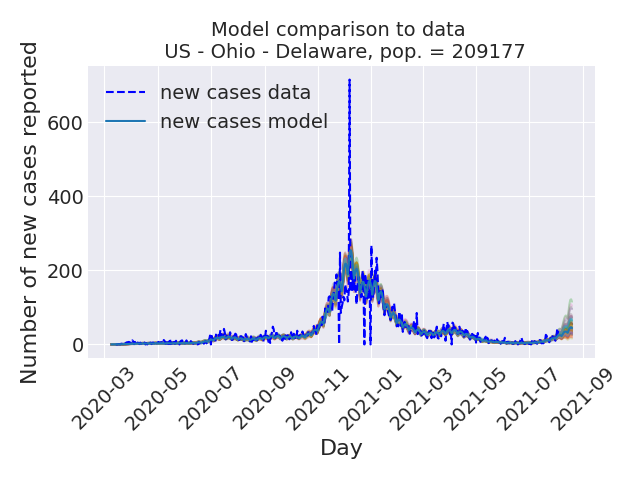 Model comparison to data
US - Ohio - Delaware, pop. = 209177
Number of new cases reported
new cases data
new cases model
600
400
200
0
2020-03
2020-05
2020-07
2020-09
2020-11
2021-01
2021-03
2021-05
2021-07
2021-09
Day